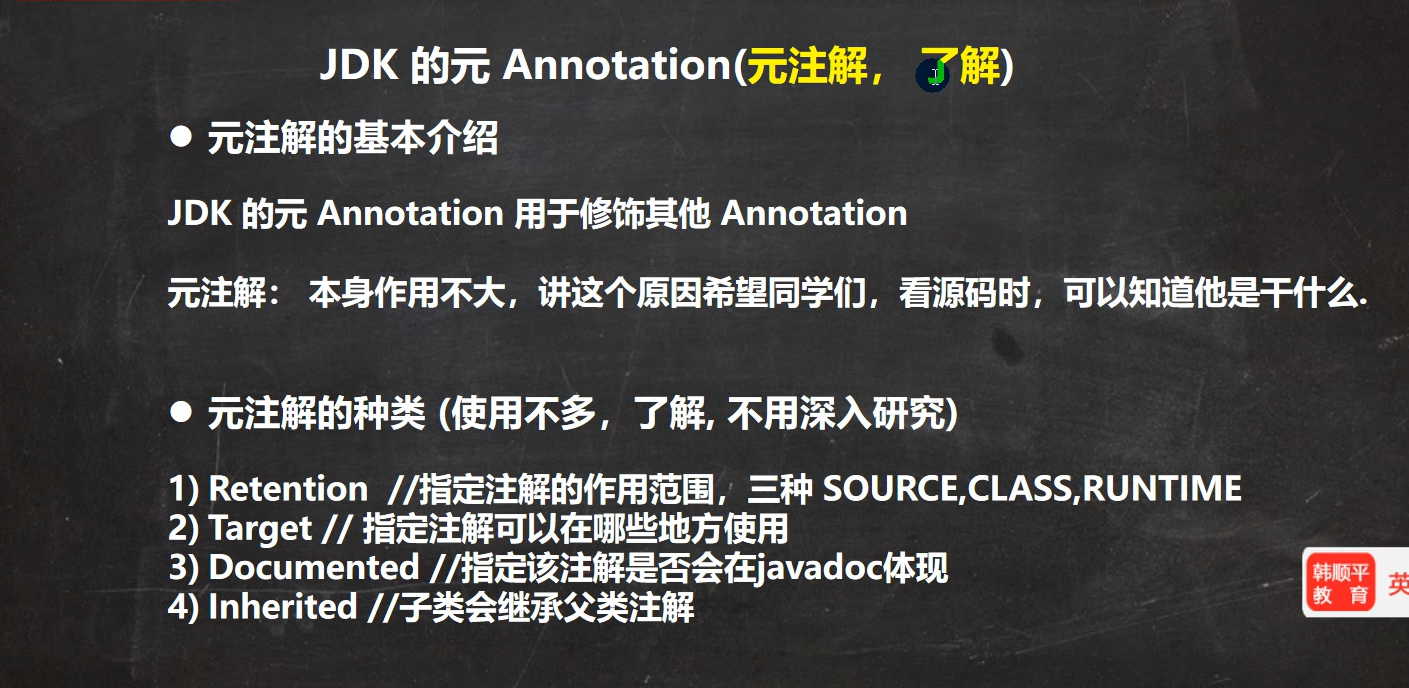 JDK 的元 Annotation(元注解， 了解)
● 元注解的基本介绍
JDK 的元 Annotation 用于修饰其他 Annotation
元注解： 本身作用不大，讲这个原因希望同学们，看源码时，可以知道他是干什么.
● 元注解的种类 (使用不多，了解, 不用深入研究)
1) Retention //指定注解的作用范围，三种 SOURCE,CLASS,RUNTIME
2) Target // 指定注解可以在哪些地方使用
3) Documented //指定该注解是否会在javadoc体现
4) Inherited //子类会继承父类注解
韩顺平
教 育
英